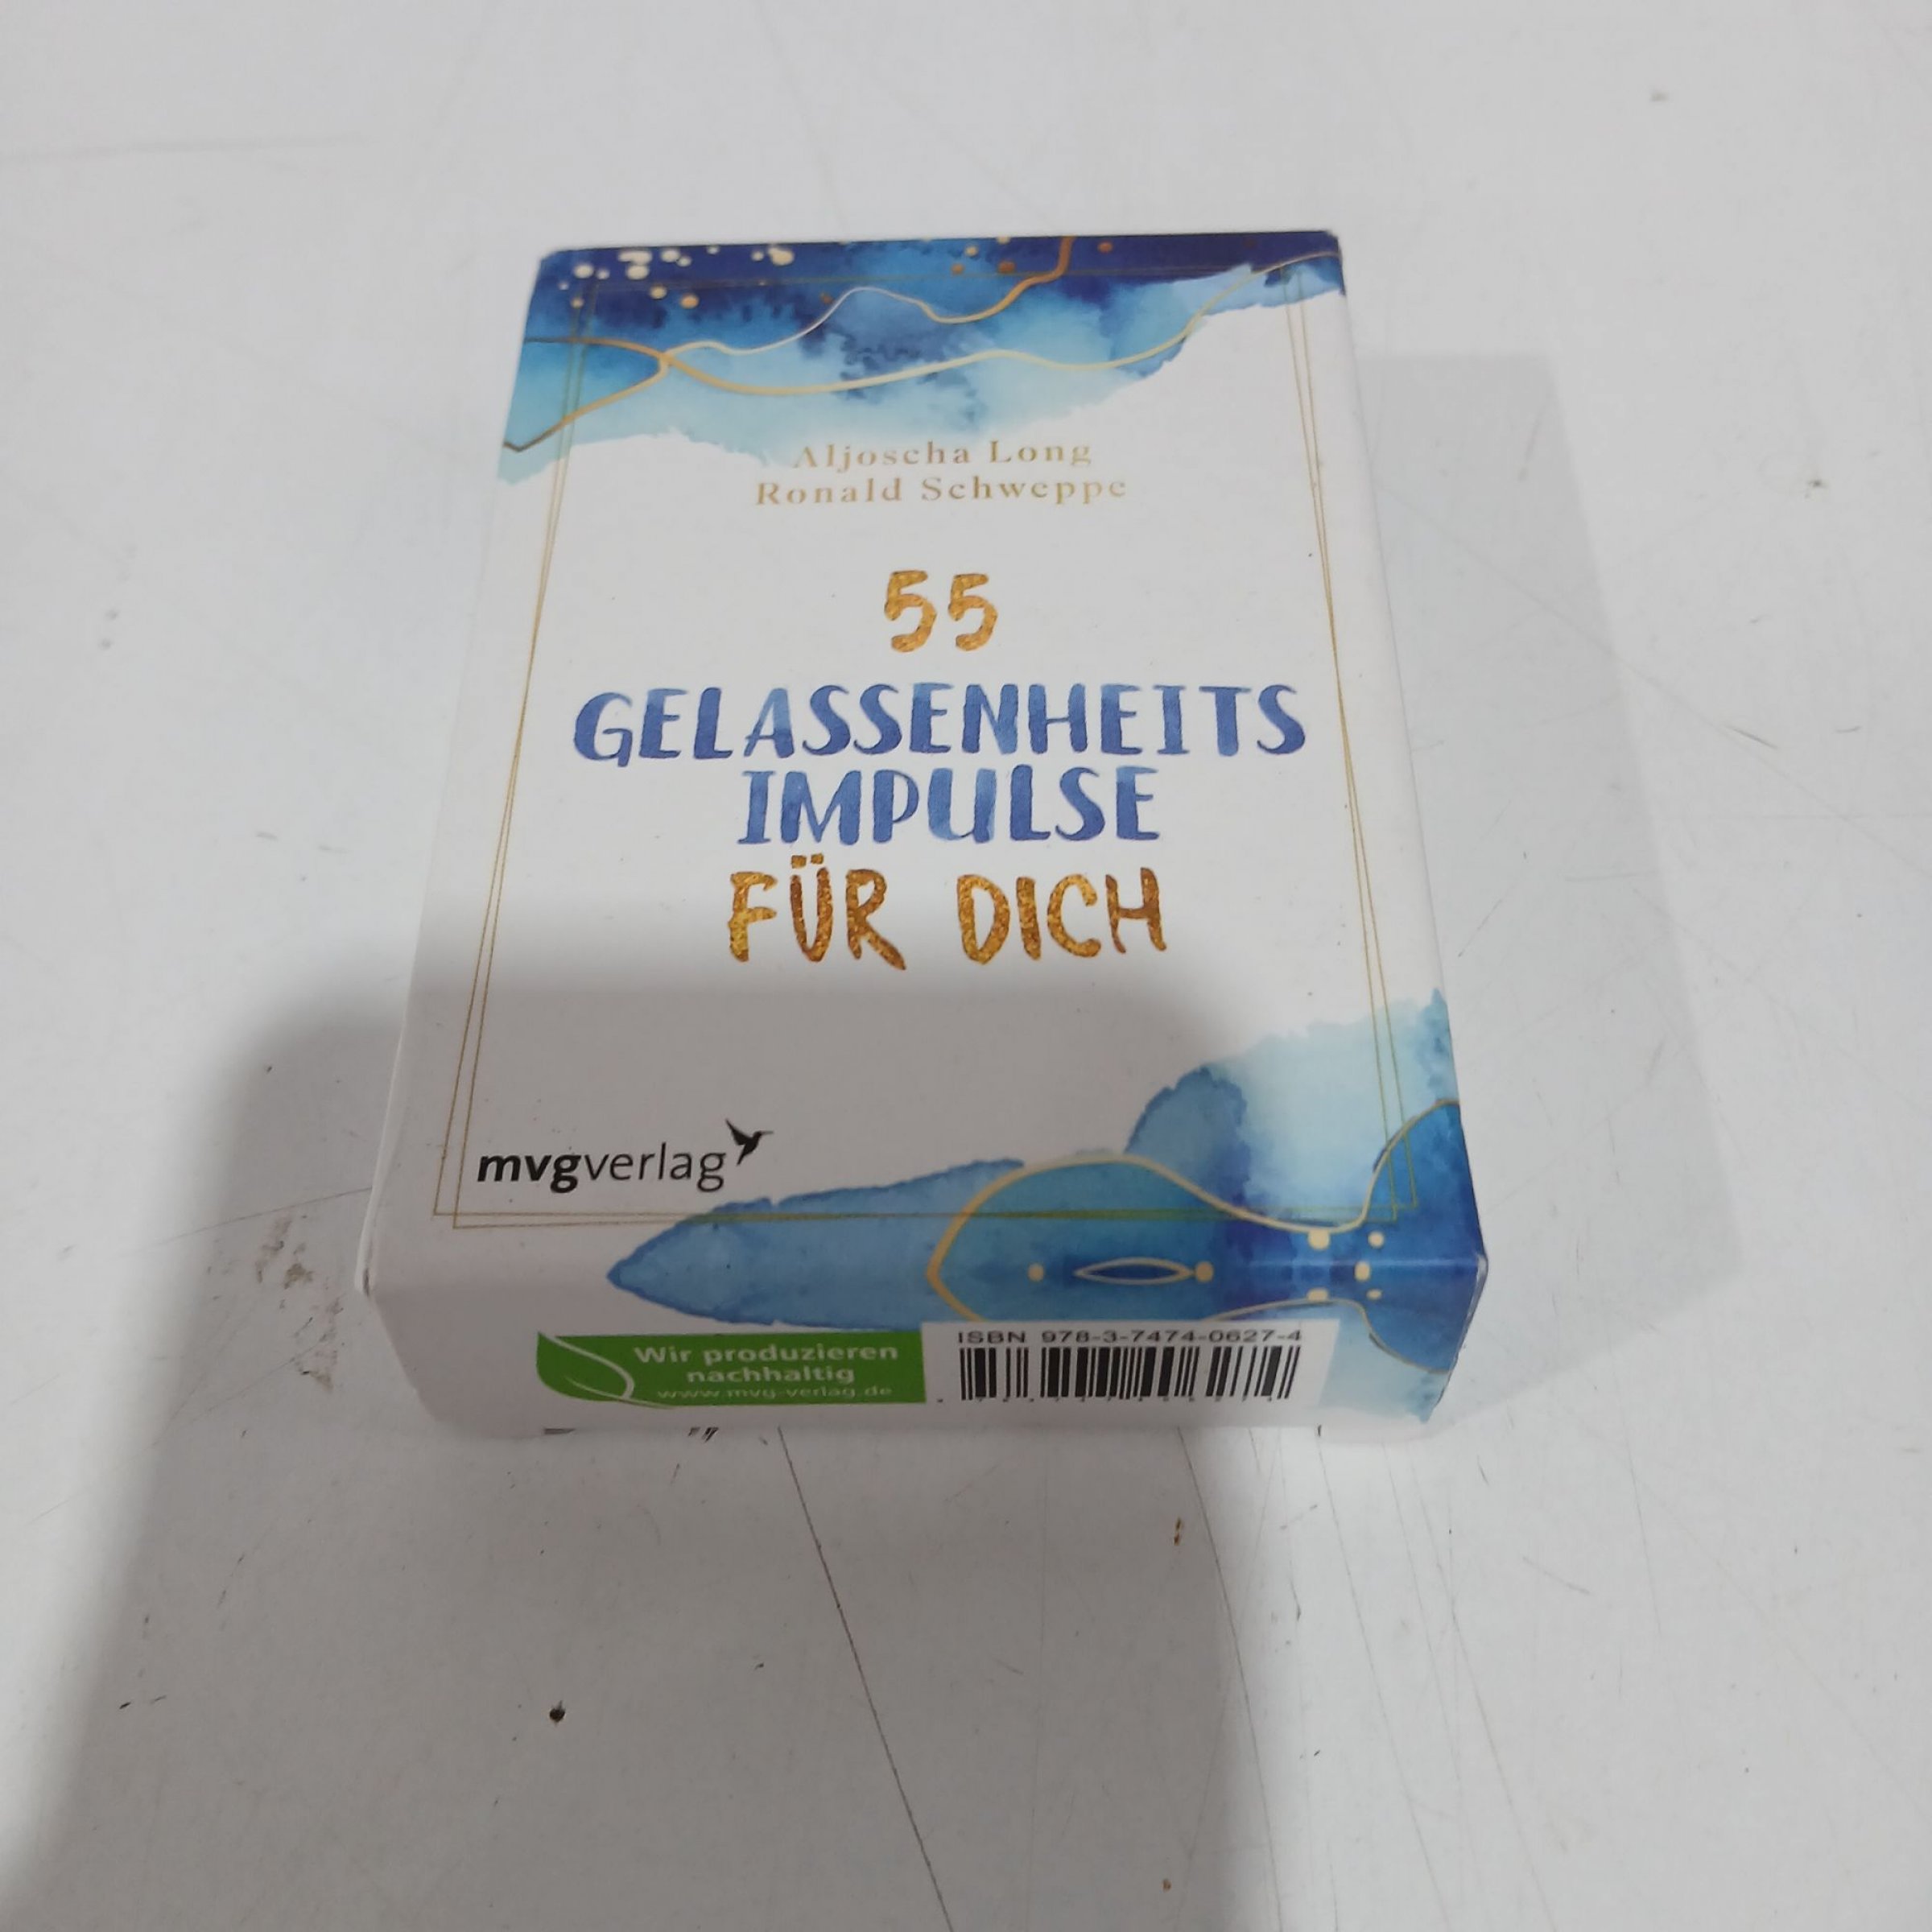 Aljoscha Long
Ronald Schweppe
55
GELASSENHEITS
IMPULSE
FÜR DICH
mvgverlag
Wir produzieren
nachhaltig
www.mvg-verlag.de
ISBN 978-3-7474-0627-4